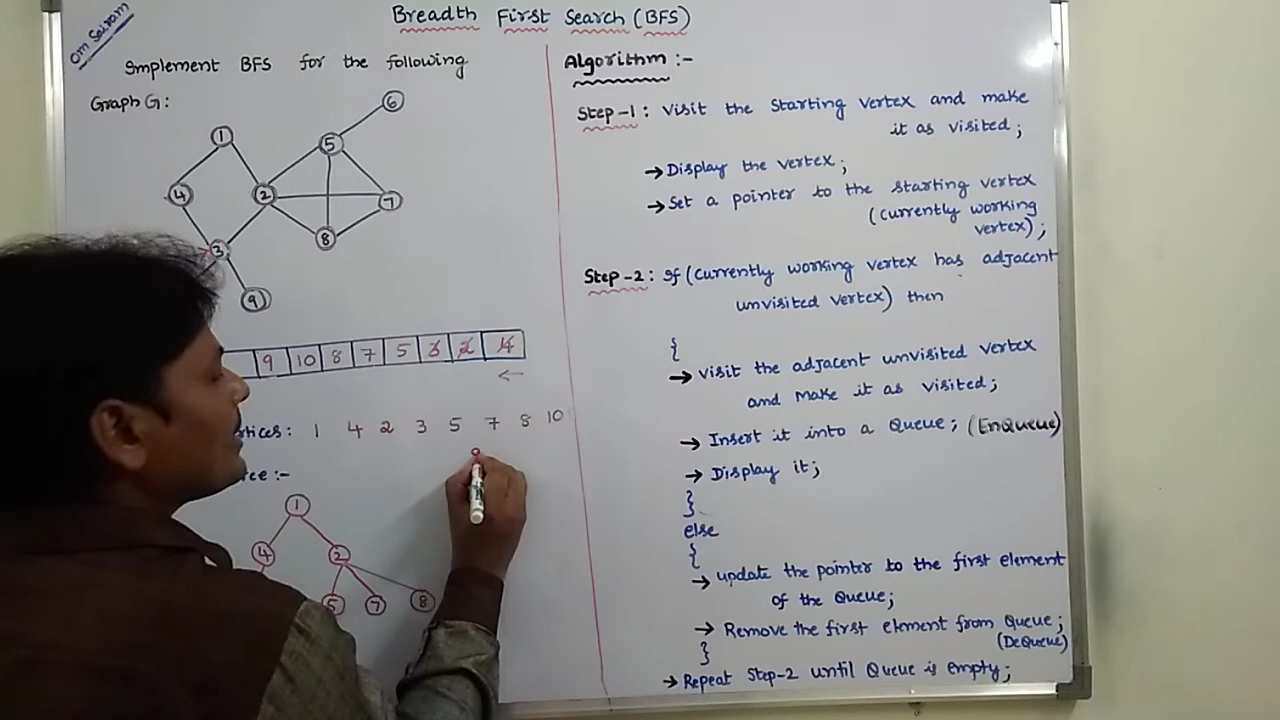 Breadth First Search (BFS)
Om Sairam
Implement BFS for the following
Graph G:
1
6
5
4
2
7
8
3
9
9 10 8 7 5 3 2 4
tices: 1 4 2 3 5 7 8 10
9
ree :-
1
4 2
5 7 8
Algorithm :-
Step-1: Visit the Starting Vertex and make
it as visited;
→ Display the vertex;
→ Set a pointer to the starting vertex
(currently working
vertex);
Step-2: If (currently working vertex has adjacent
unvisited vertex) then
{
→ visit the adjacent unvisited vertex
and make it as visited;
→ Insert it into a Queue; (EnQueue)
→ Display it;
}
else
{
→ update the pointer to the first element
of the Queue;
→ Remove the first element from Queue;
(DeQueue)
}
→ Repeat Step-2 until Queue is empty;